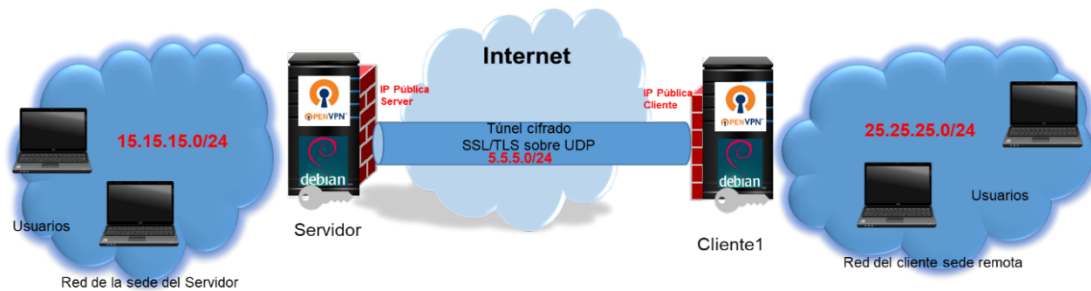 Internet
IP Pública
Server
IP Pública
Cliente
OPENVPN™
OPENVPN™
15.15.15.0/24
Túnel cifrado
SSL/TLS sobre UDP
5.5.5.0/24
25.25.25.0/24
debian
debian
Usuarios
Usuarios
Servidor
Cliente1
Red de la sede del Servidor
Red del cliente sede remota